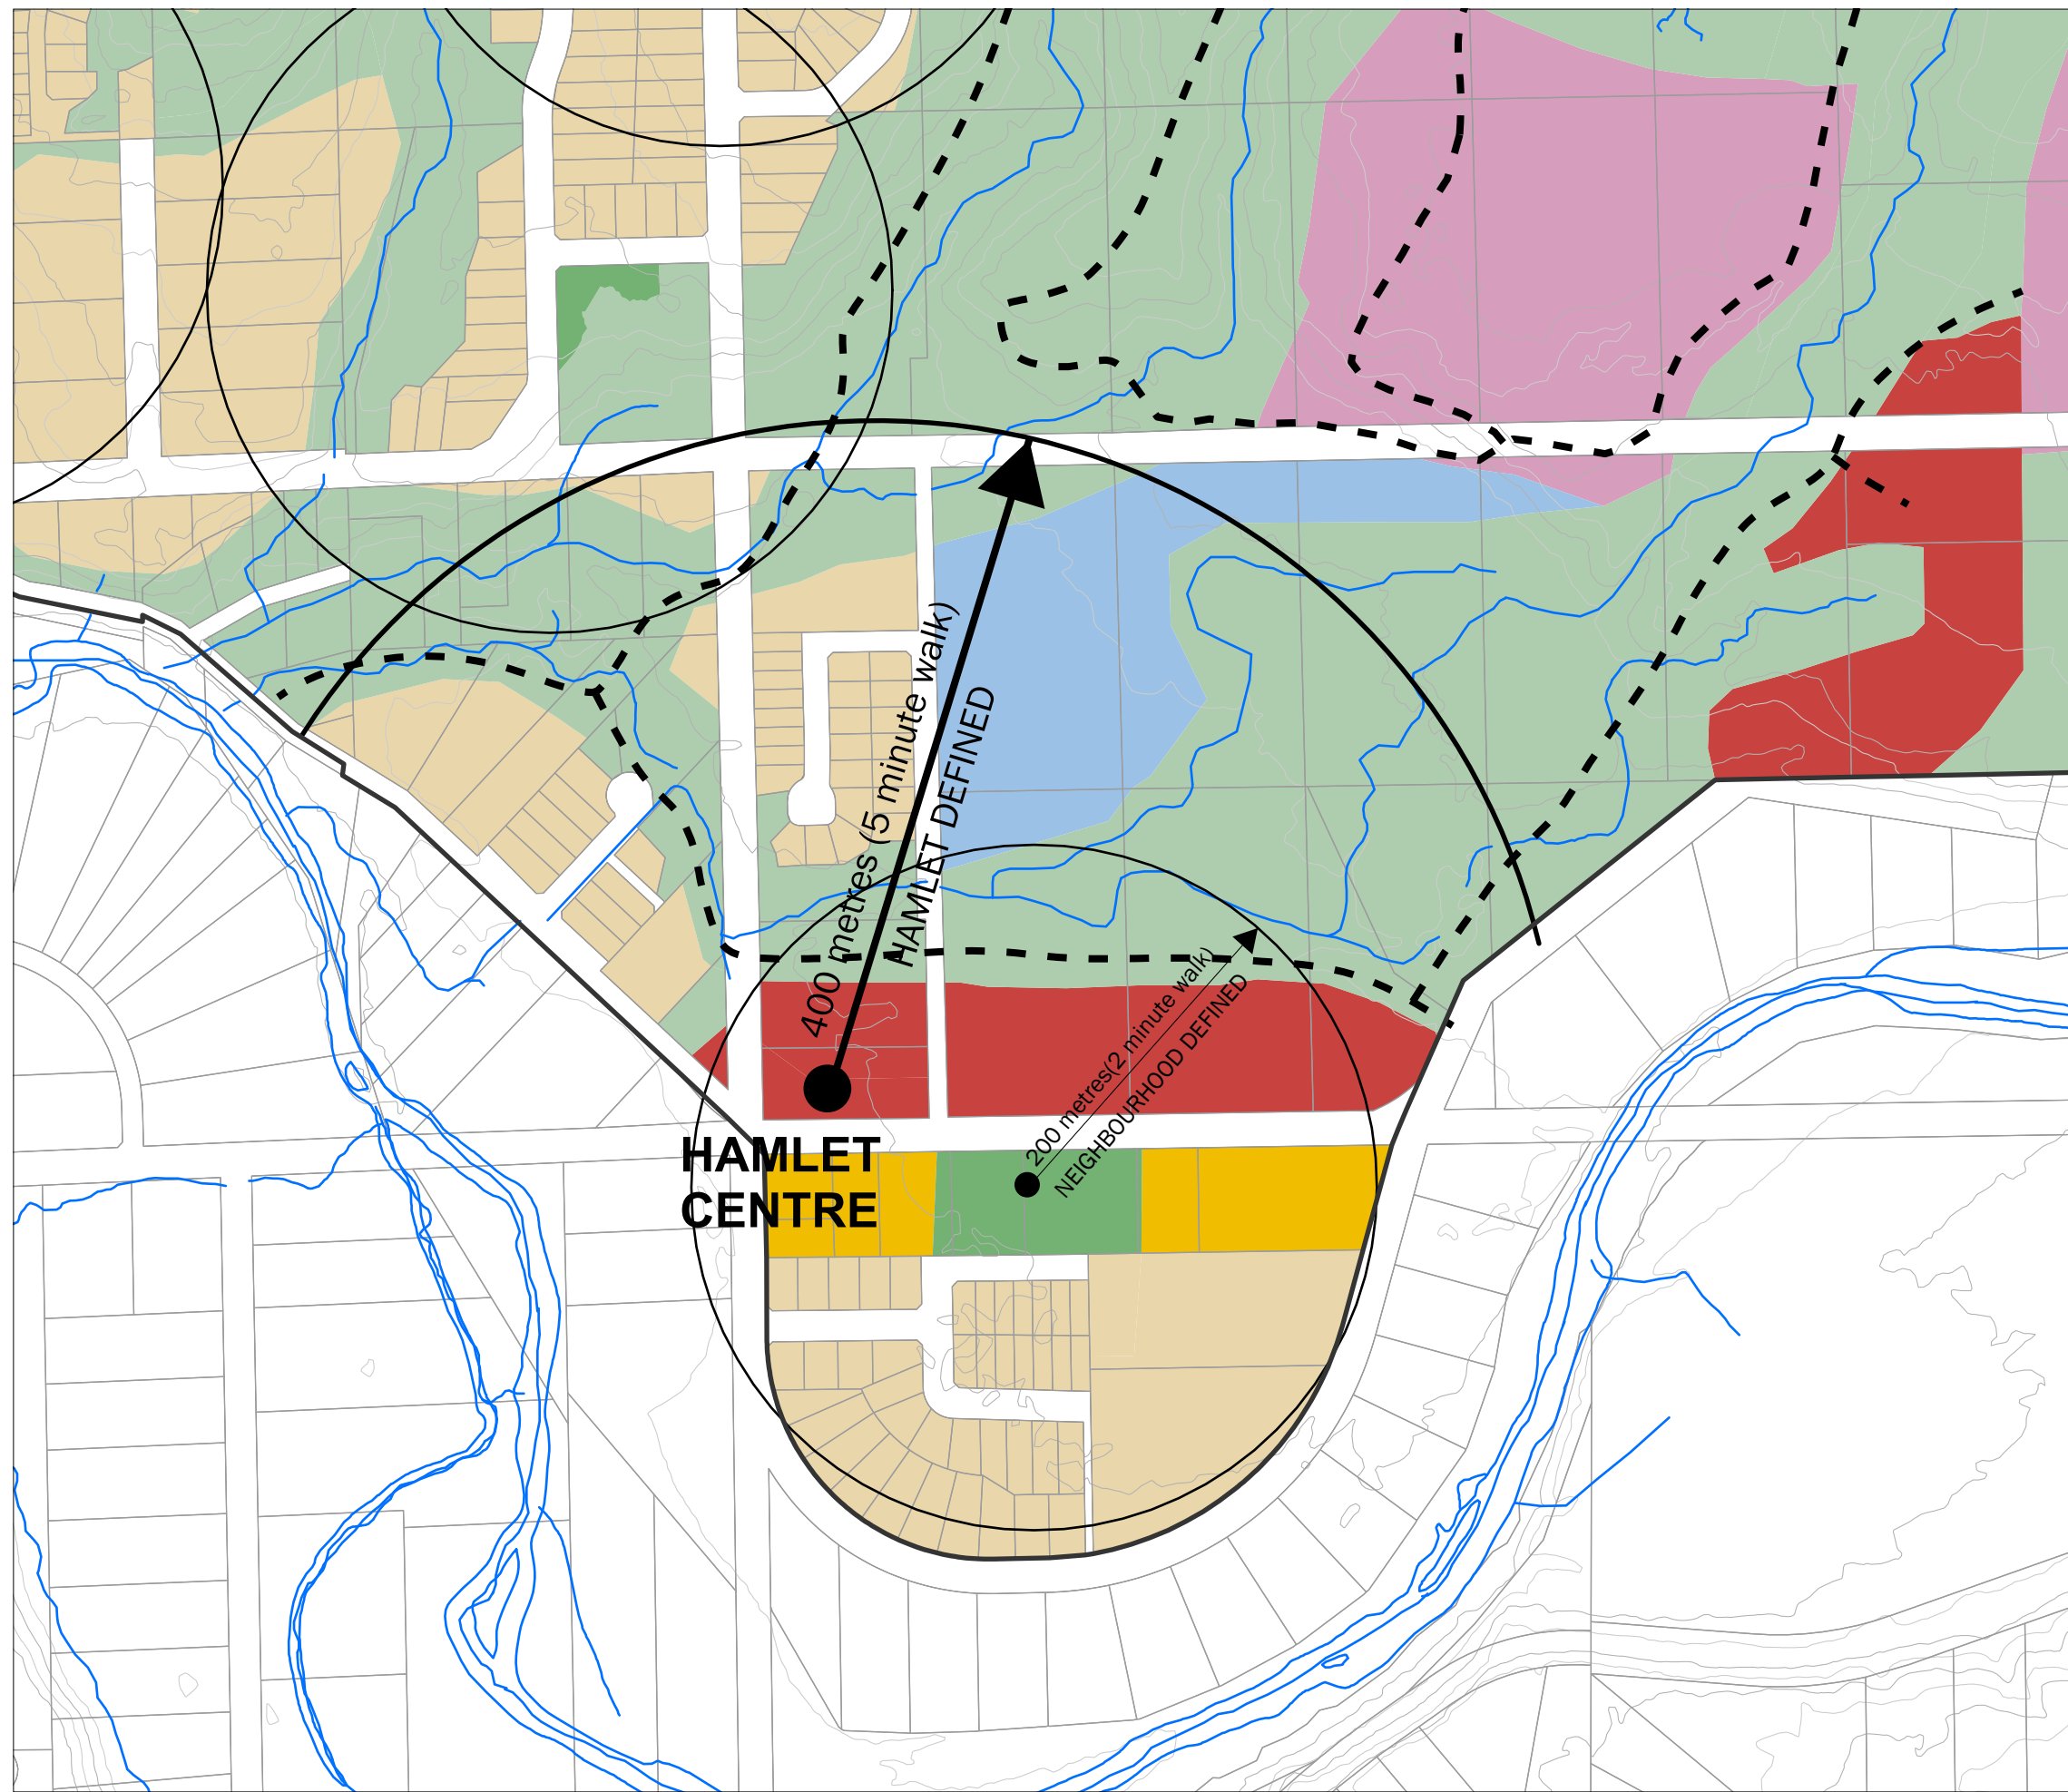 400 metres (5 minute walk)
HAMLET DEFINED
200 metres(2 minute walk)
NEIGHBOURHOOD DEFINED
HAMLET
CENTRE